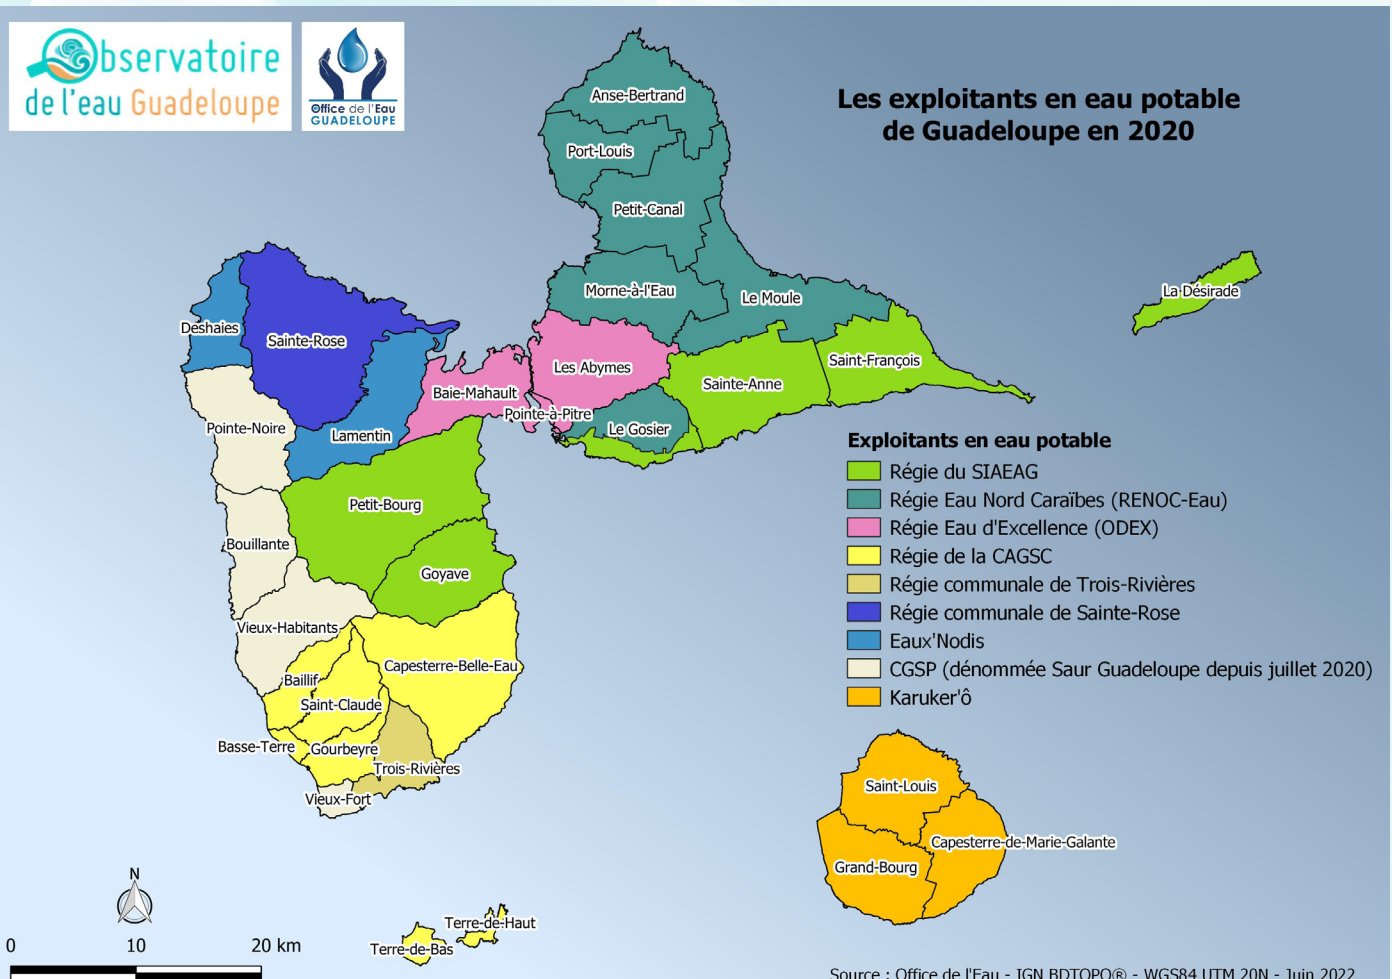 Observatoire
de l'eau Guadeloupe
Office de l'Eau
GUADELOUPE
Les exploitants en eau potable
de Guadeloupe en 2020
Anse-Bertrand
Port-Louis
Petit-Canal
Morne-à-l'Eau
Le Moule
La Désirade
Deshaies
Sainte-Rose
Les Abymes
Saint-François
Sainte-Anne
Baie-Mahault
Pointe-à-Pitre
Le Gosier
Pointe-Noire
Lamentin
Petit-Bourg
Bouillante
Goyave
Vieux-Habitants
Capesterre-Belle-Eau
Baillif
Saint-Claude
Basse-Terre
Gourbeyre
Trois-Rivières
Vieux-Fort
Exploitants en eau potable
Régie du SIAEAG
Régie Eau Nord Caraïbes (RENOC-Eau)
Régie Eau d'Excellence (ODEX)
Régie de la CAGSC
Régie communale de Trois-Rivières
Régie communale de Sainte-Rose
Eaux'Nodis
CGSP (dénommée Saur Guadeloupe depuis juillet 2020)
Karuker'ô
Saint-Louis
Capesterre-de-Marie-Galante
Grand-Bourg
Terre-de-Haut
Terre-de-Bas
N
0 10 20 km
Source : Office de l'Eau - IGN BDTOPO® - WGS84 UTM 20N - Juin 2022